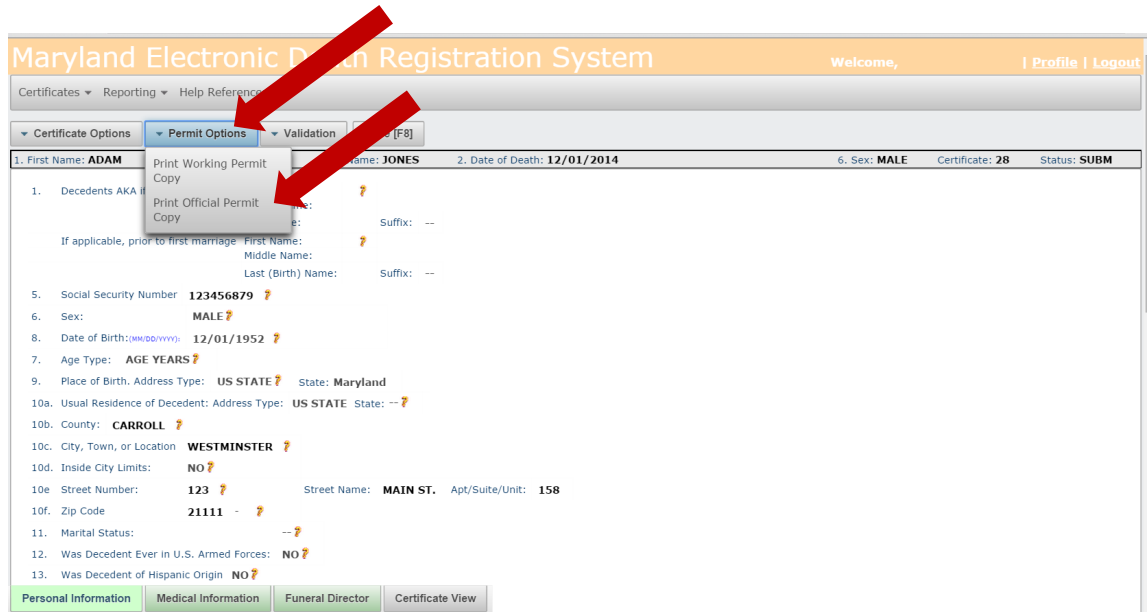 Maryland Electronic D th Registration System Welcome, | Profile | Logout
Certificates Reporting Help Reference
Certificate Options Permit Options Validation [F8]
1. First Name: ADAM Name: JONES 2. Date of Death: 12/01/2014 6. Sex: MALE Certificate: 28 Status: SUBM
Print Working Permit
Copy
Print Official Permit
Copy
1. Decedents AKA
Suffix: --
If applicable, prior to first marriage First Name:
Middle Name:
Last (Birth) Name: Suffix: --
5. Social Security Number 123456879
6. Sex: MALE
8. Date of Birth:(MM/DD/YYYY): 12/01/1952
7. Age Type: AGE YEARS
9. Place of Birth. Address Type: US STATE State: Maryland
10a. Usual Residence of Decedent: Address Type: US STATE State: --
10b. County: CARROLL
10c. City, Town, or Location WESTMINSTER
10d. Inside City Limits: NO
10e Street Number: 123 Street Name: MAIN ST. Apt/Suite/Unit: 158
10f. Zip Code 21111 -
11. Marital Status: --
12. Was Decedent Ever in U.S. Armed Forces: NO
13. Was Decedent of Hispanic Origin NO
Personal Information Medical Information Funeral Director Certificate View